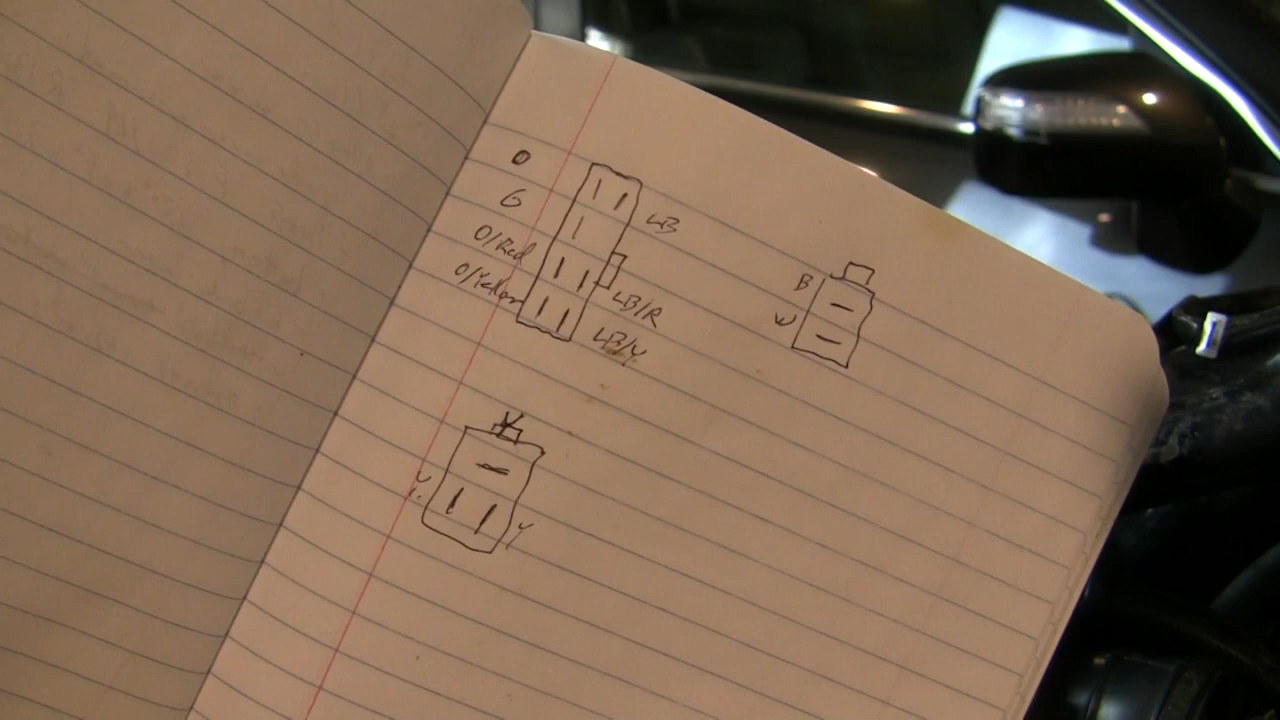 O
G LB
O/Red
O/Yellow LB/R
LB/Y
B
W
Y
Y Y